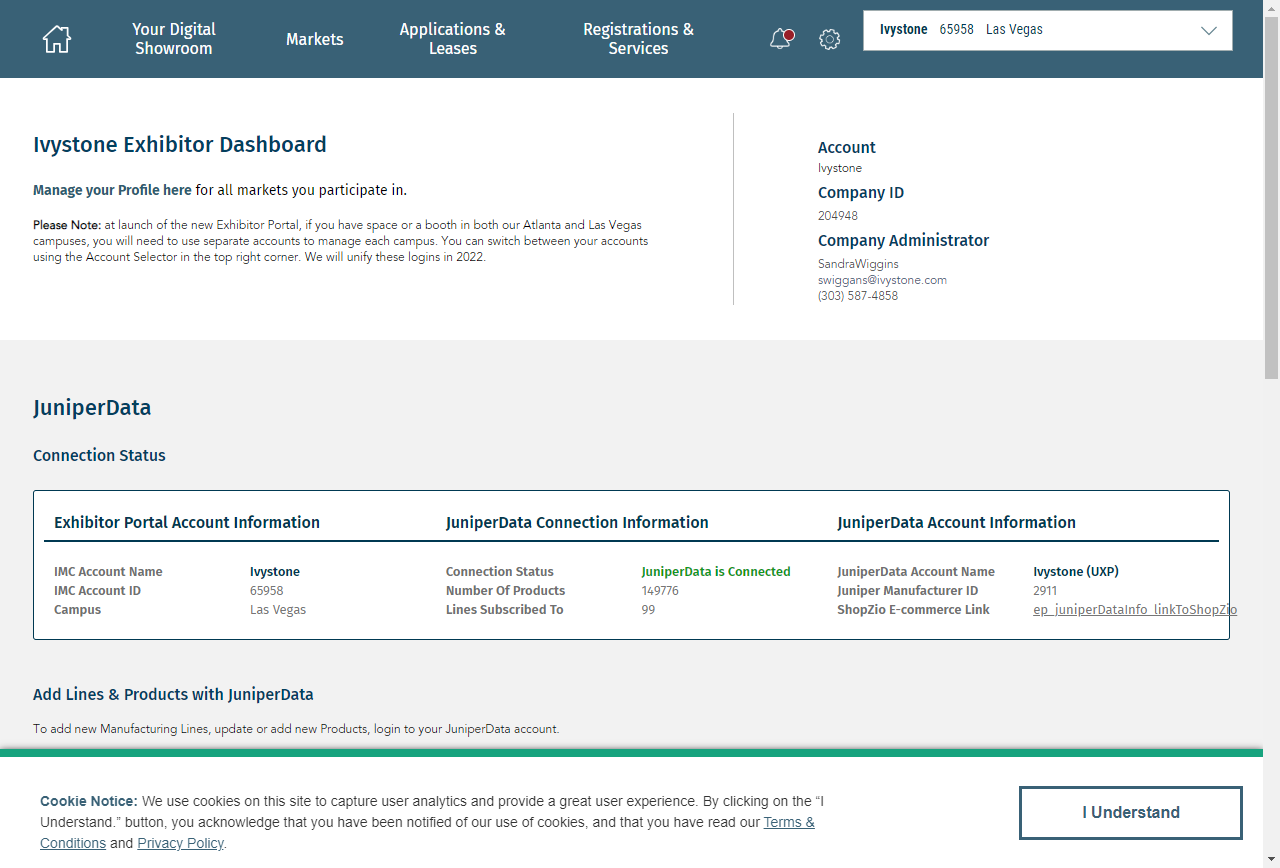 Your Digital
Showroom
Markets
Applications &
Leases
Registrations &
Services
Ivystone 65958 Las Vegas
Ivystone Exhibitor Dashboard
Manage your Profile here for all markets you participate in.
Please Note: at launch of the new Exhibitor Portal, if you have space or a booth in both our Atlanta and Las Vegas
campuses, you will need to use separate accounts to manage each campus. You can switch between your accounts
using the Account Selector in the top right corner. We will unify these logins in 2022.
Account
Ivystone
Company ID
204948
Company Administrator
SandraWiggins
swiggans@ivystone.com
(303) 587-4858
JuniperData
Connection Status
Exhibitor Portal Account Information
IMC Account Name Ivystone
IMC Account ID 65958
Campus Las Vegas
JuniperData Connection Information
Connection Status JuniperData is Connected
Number Of Products 149776
Lines Subscribed To 99
JuniperData Account Information
JuniperData Account Name Ivystone (UXP)
Juniper Manufacturer ID 2911
ShopZio E-commerce Link ep_juniperDataInfo_linkToShopZio
Add Lines & Products with JuniperData
To add new Manufacturing Lines, update or add new Products, login to your JuniperData account.
Cookie Notice: We use cookies on this site to capture user analytics and provide a great user experience. By clicking on the “I
Understand.” button, you acknowledge that you have been notified of our use of cookies, and that you have read our Terms &
Conditions and Privacy Policy.
I Understand